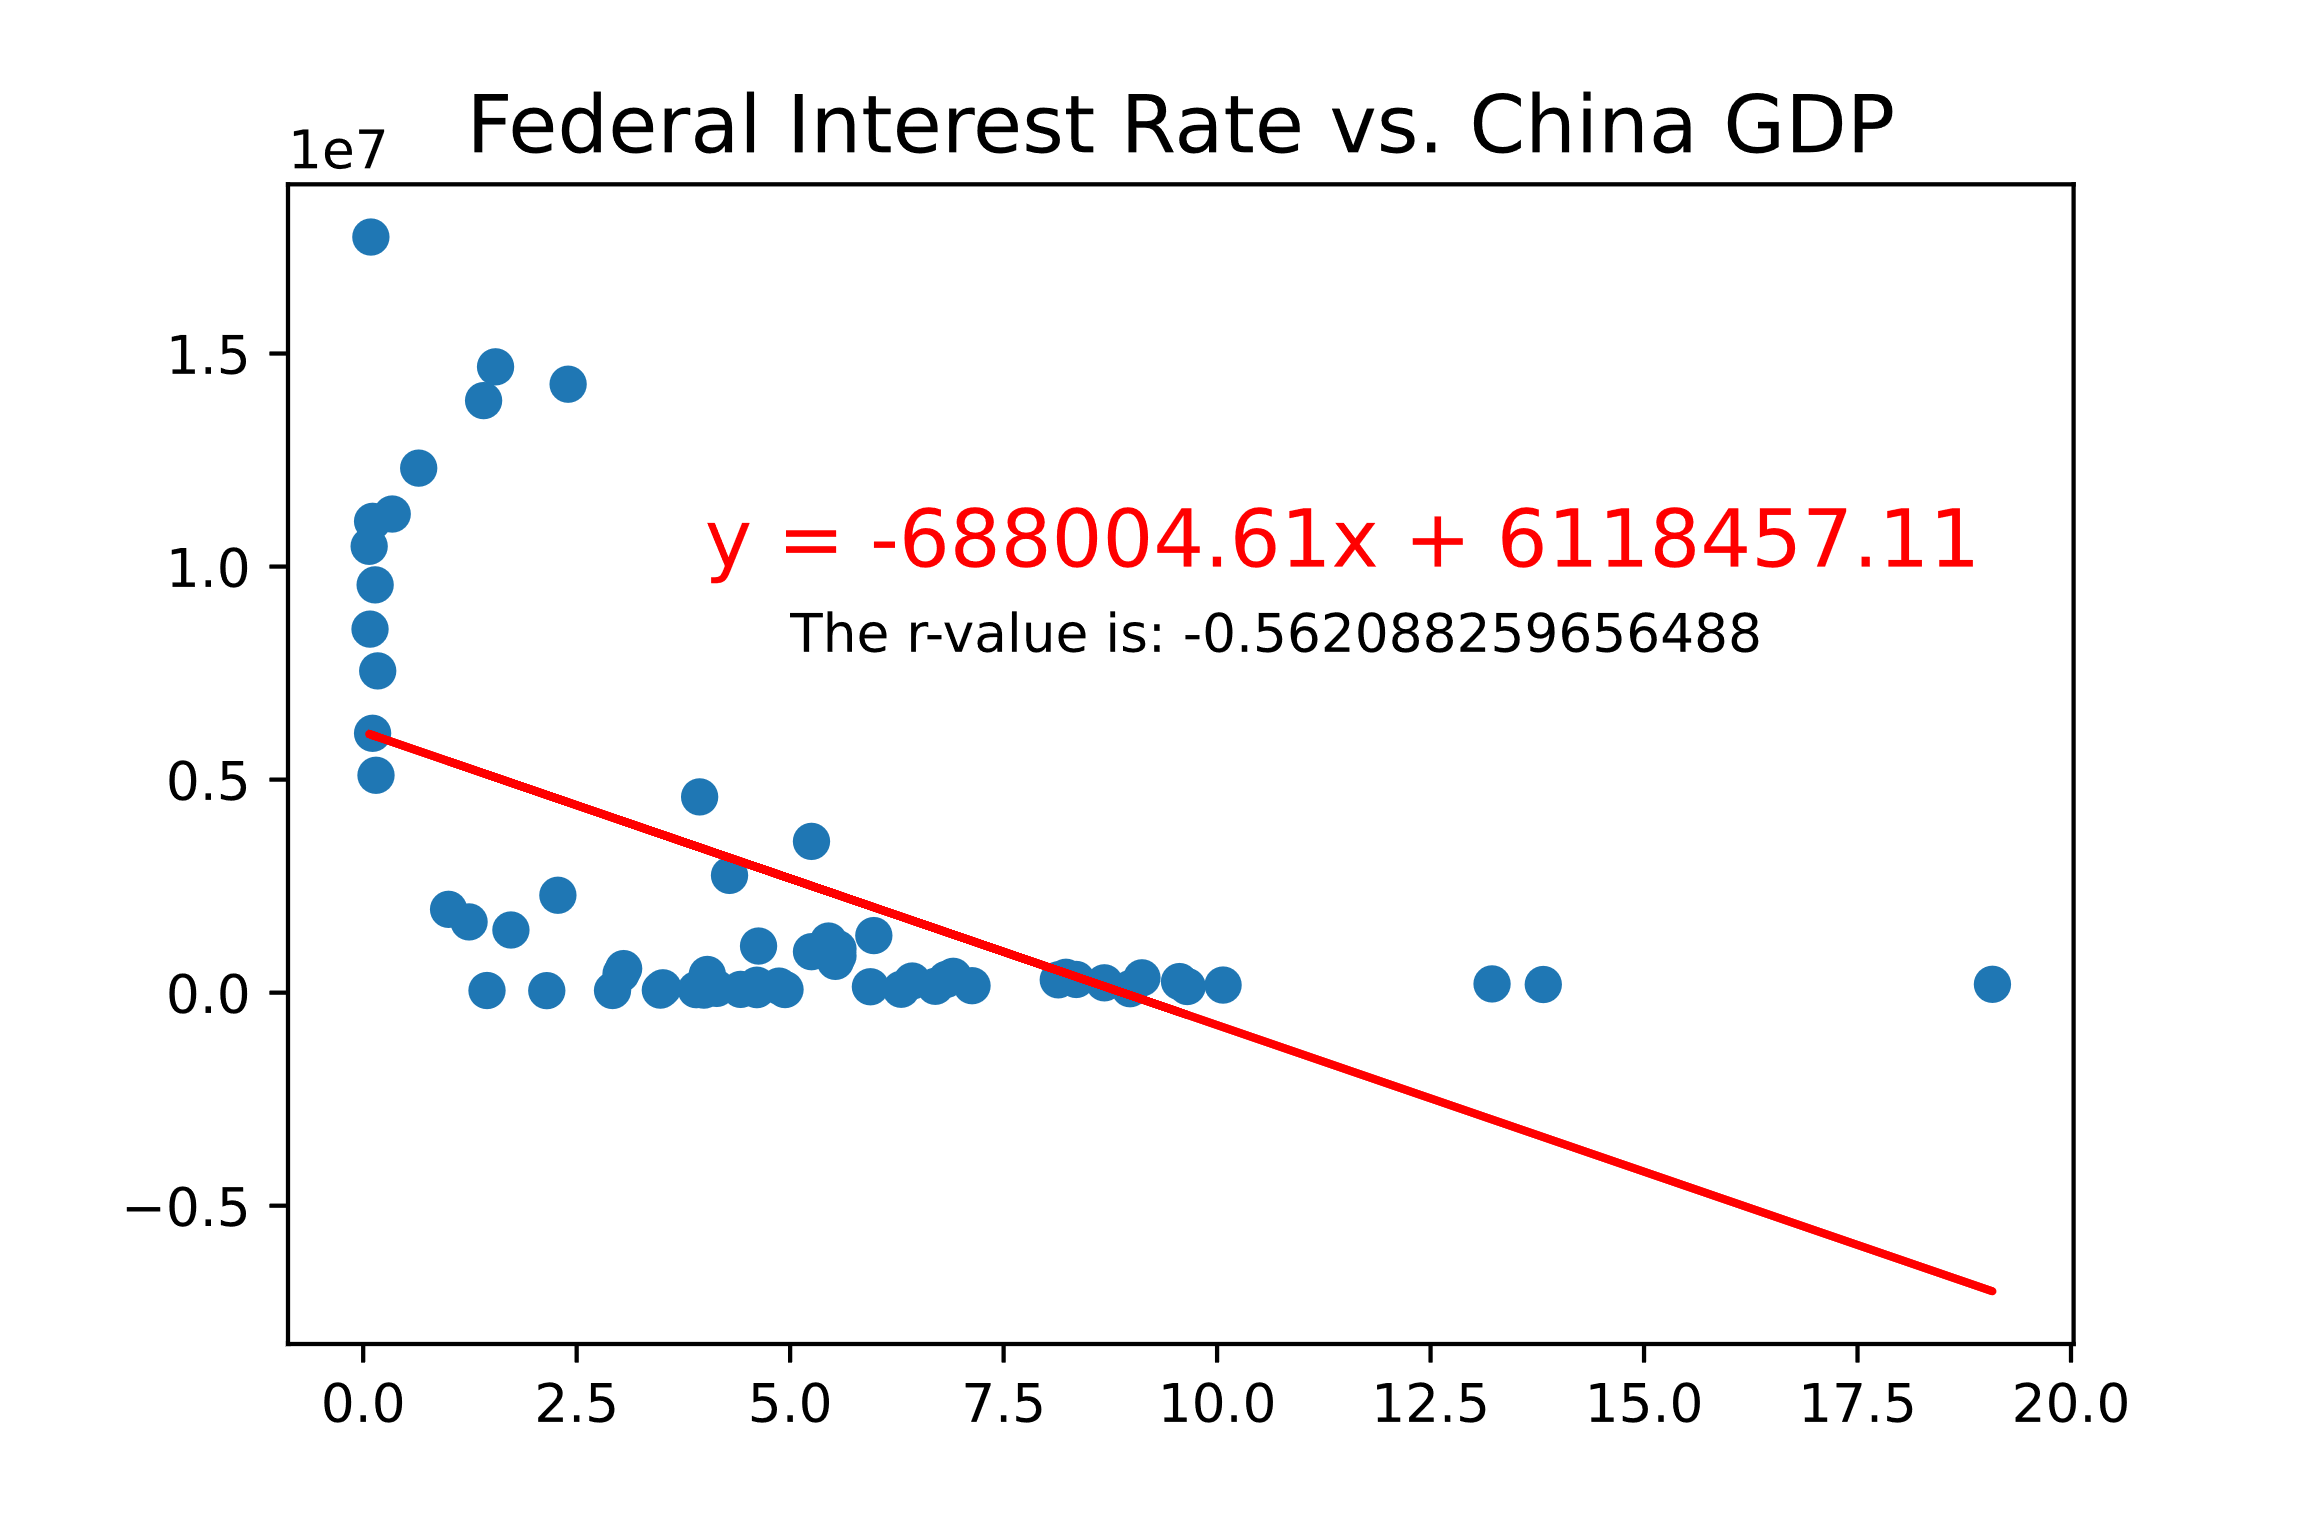 Federal Interest Rate vs. China GDP
1e7
1.5
1.0
y = -688004.61x + 6118457.11
The r-value is: -0.562088259656488
0.5
0.0
−0.5
0.0 2.5 5.0 7.5 10.0 12.5 15.0 17.5 20.0